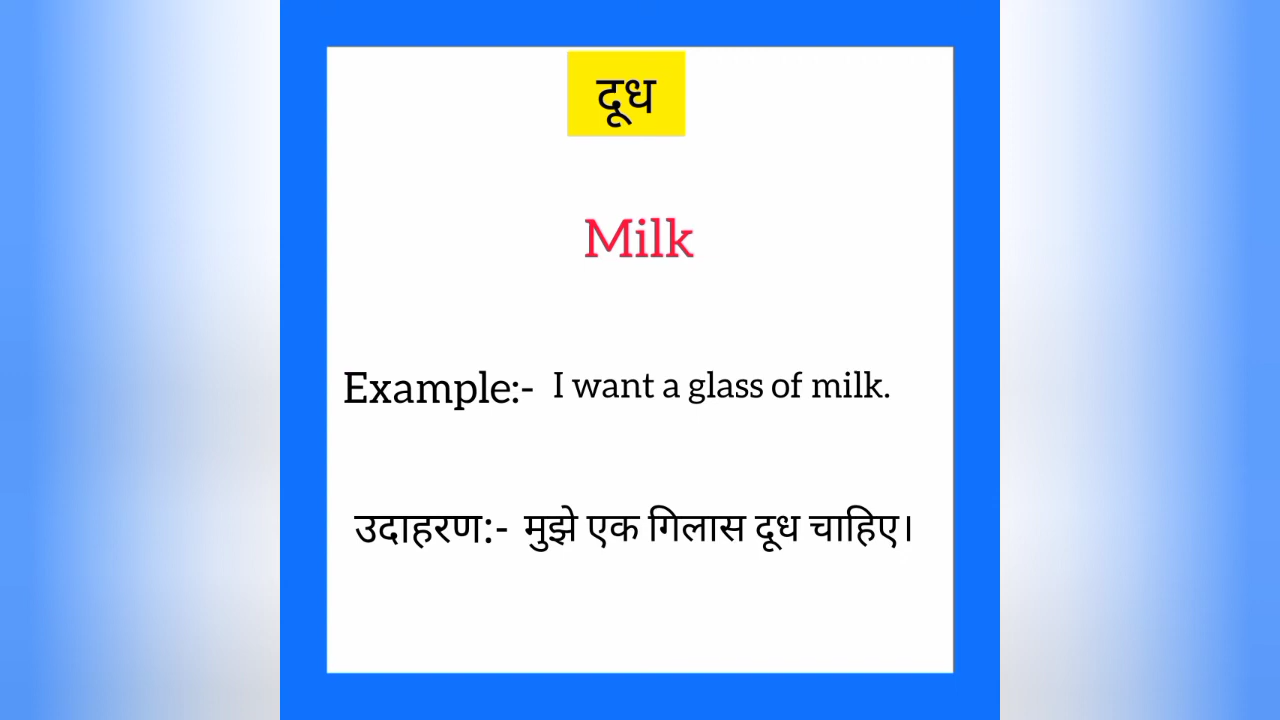 दूध
Milk
Example:- I want a glass of milk.
उदाहरण:- मुझे एक गिलास दूध चाहिए।